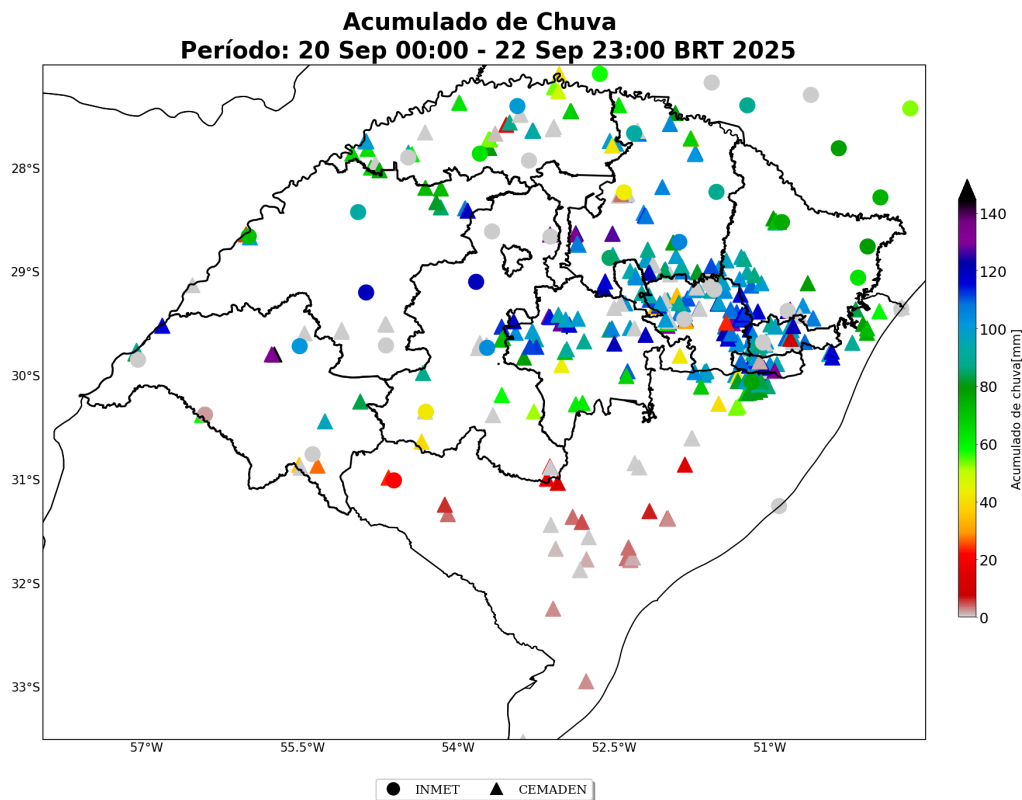 Acumulado de Chuva
Período: 20 Sep 00:00 - 22 Sep 23:00 BRT 2025
28°S
29°S
30°S
31°S
32°S
33°S
57°W
55.5°W
54°W
52.5°W
51°W
140
120
100
80
60
40
20
0
Acumulado de chuva[mm]
INMET
CEMADEN